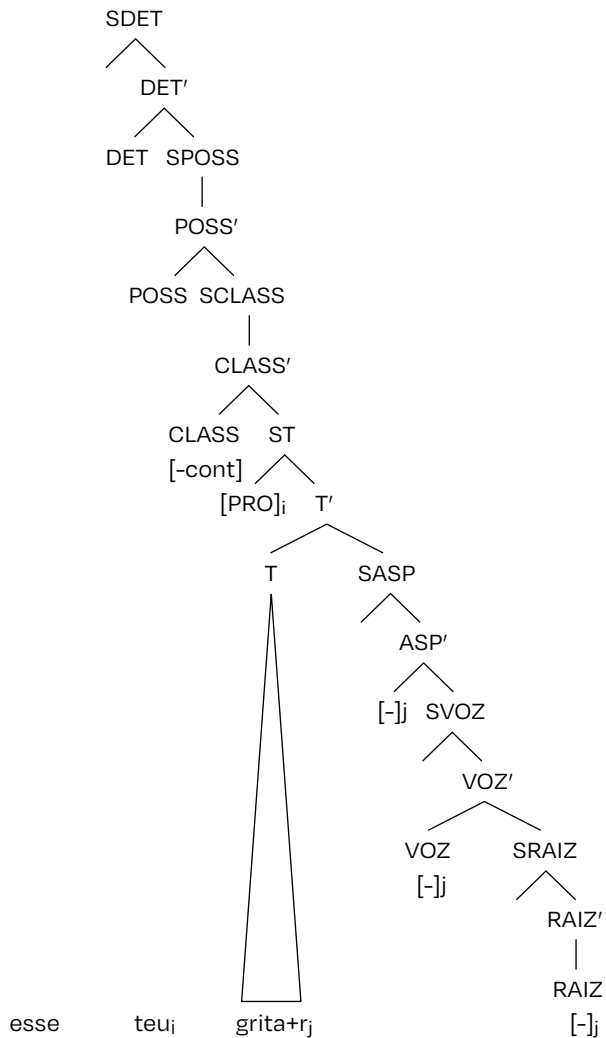 SDET
DET′
DET SPOSS
POSS′
POSS SCLASS
CLASS′
CLASS ST
[-cont]
[PRO]i T′
T SASP
ASP′
[-]j SVOZ
VOZ′
VOZ SRAIZ
[-]j
RAIZ′
RAIZ
esse teui grita+rj [-]j